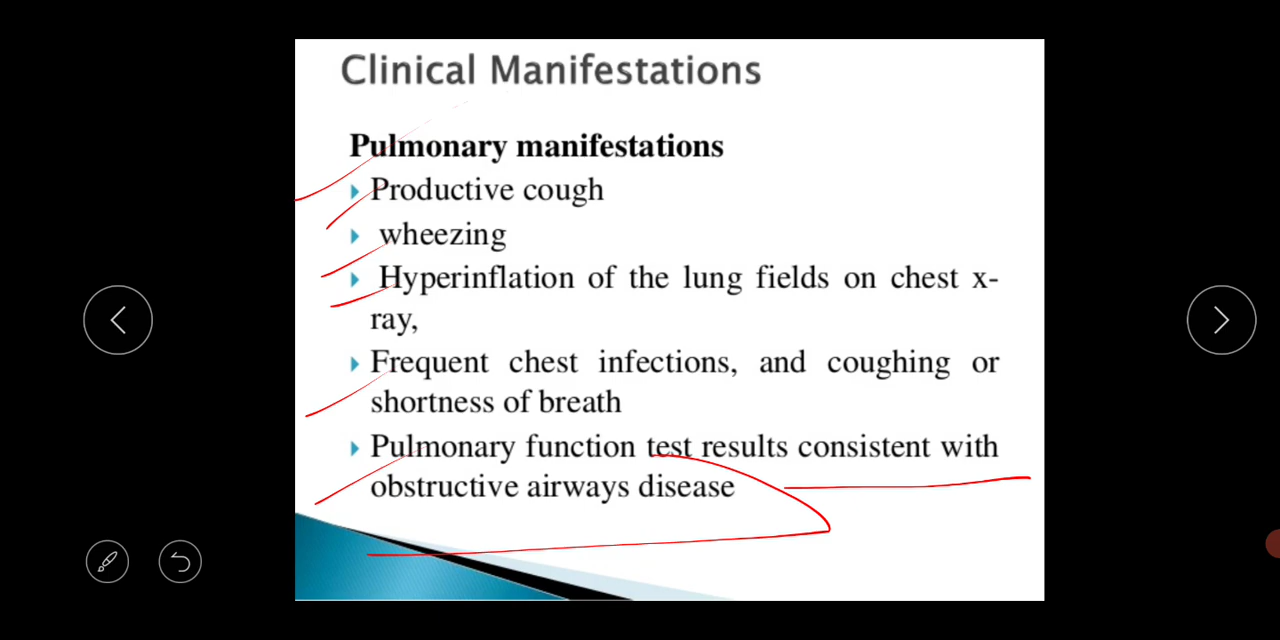 Clinical Manifestations
Pulmonary manifestations
Productive cough
wheezing
Hyperinflation of the lung fields on chest x-
ray,
Frequent chest infections, and coughing or
shortness of breath
Pulmonary function test results consistent with
obstructive airways disease